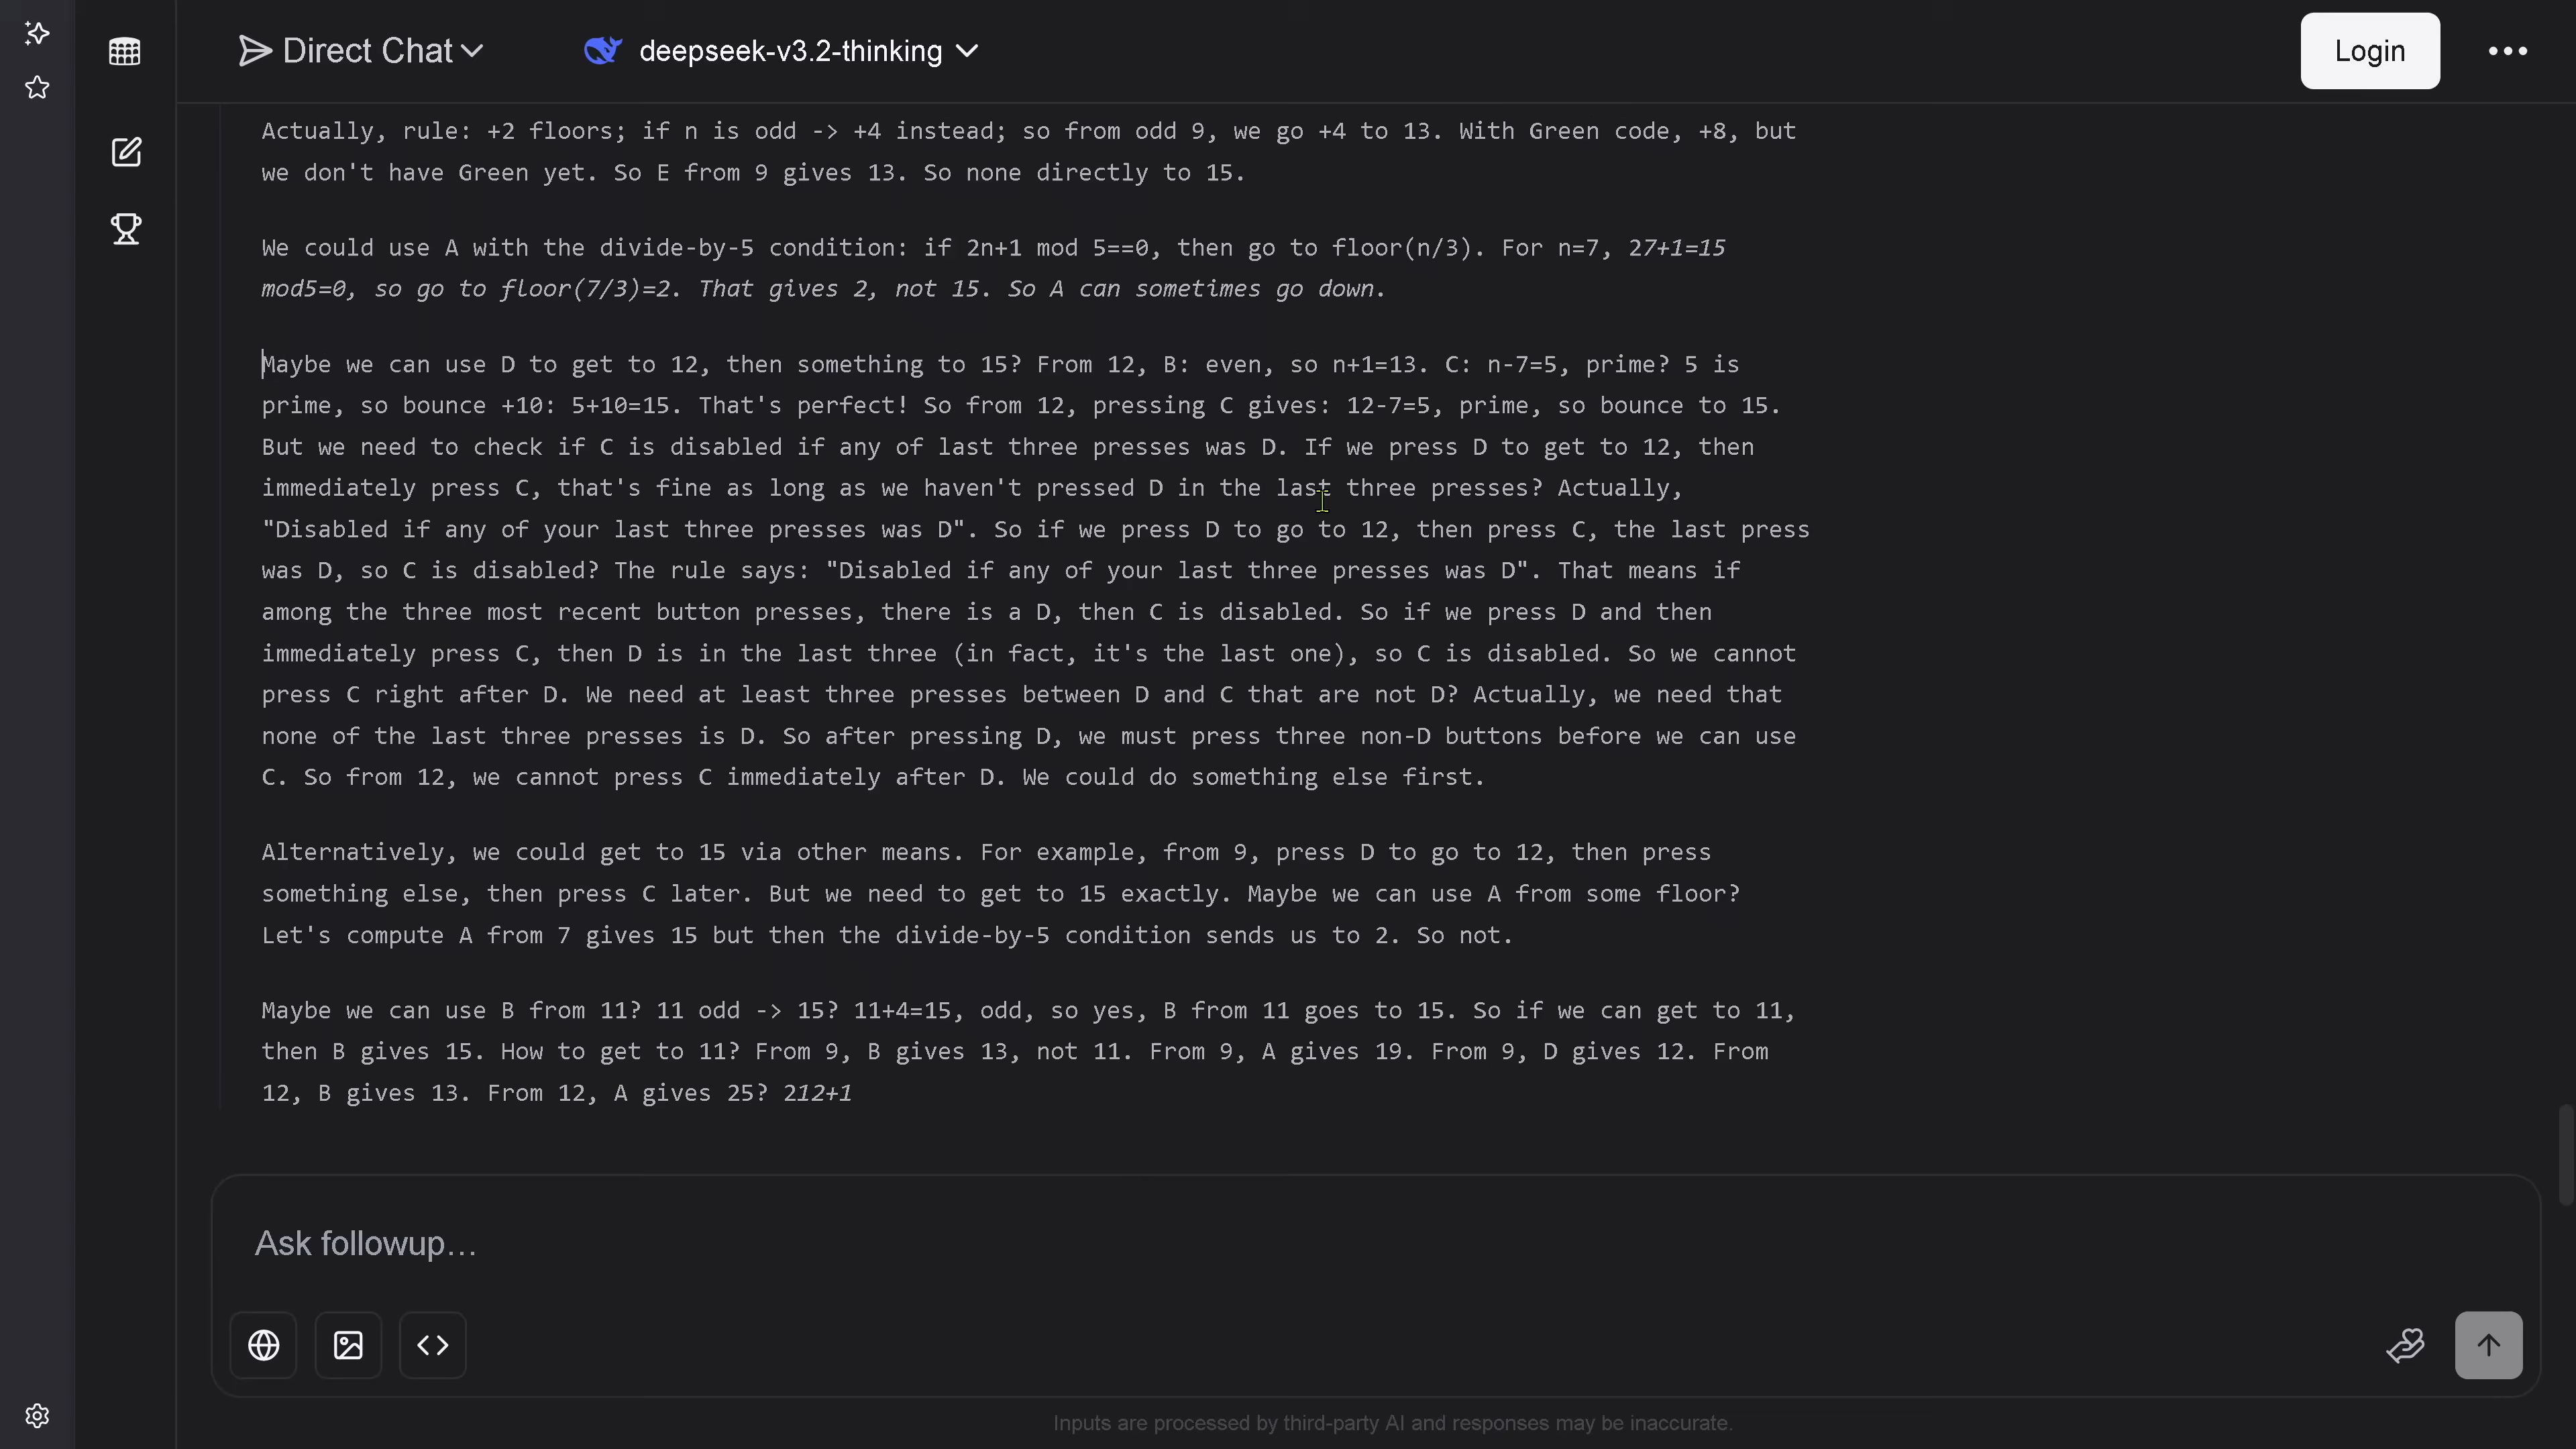 Direct Chat
deepseek-v3.2-thinking
Login
Actually, rule: +2 floors; if n is odd -> +4 instead; so from odd 9, we go +4 to 13. With Green code, +8, but
we don't have Green yet. So E from 9 gives 13. So none directly to 15.
We could use A with the divide-by-5 condition: if 2n+1 mod 5==0, then go to floor(n/3). For n=7, 27+1=15
mod5=0, so go to floor(7/3)=2. That gives 2, not 15. So A can sometimes go down.
Maybe we can use D to get to 12, then something to 15? From 12, B: even, so n+1=13. C: n-7=5, prime? 5 is
prime, so bounce +10: 5+10=15. That's perfect! So from 12, pressing C gives: 12-7=5, prime, so bounce to 15.
But we need to check if C is disabled if any of last three presses was D. If we press D to get to 12, then
immediately press C, that's fine as long as we haven't pressed D in the last three presses? Actually,
"Disabled if any of your last three presses was D". So if we press D to go to 12, then press C, the last press
was D, so C is disabled? The rule says: "Disabled if any of your last three presses was D". That means if
among the three most recent button presses, there is a D, then C is disabled. So if we press D and then
immediately press C, then D is in the last three (in fact, it's the last one), so C is disabled. So we cannot
press C right after D. We need at least three presses between D and C that are not D? Actually, we need that
none of the last three presses is D. So after pressing D, we must press three non-D buttons before we can use
C. So from 12, we cannot press C immediately after D. We could do something else first.
Alternatively, we could get to 15 via other means. For example, from 9, press D to go to 12, then press
something else, then press C later. But we need to get to 15 exactly. Maybe we can use A from some floor?
Let's compute A from 7 gives 15 but then the divide-by-5 condition sends us to 2. So not.
Maybe we can use B from 11? 11 odd -> 15? 11+4=15, odd, so yes, B from 11 goes to 15. So if we can get to 11,
then B gives 15. How to get to 11? From 9, B gives 13, not 11. From 9, A gives 19. From 9, D gives 12. From
12, B gives 13. From 12, A gives 25? 212+1
Ask followup…
Inputs are processed by third-party AI and responses may be inaccurate.